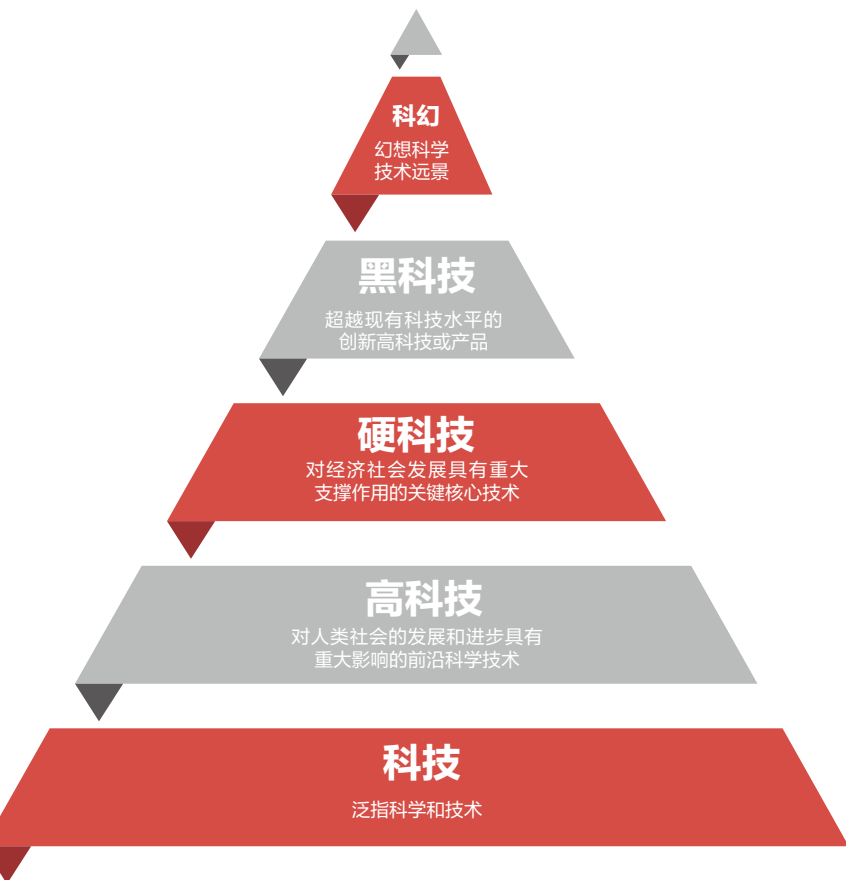 科幻
幻想科学
技术远景
黑科技
超越现有科技水平的
创新高科技或产品
硬科技
对经济社会发展具有重大
支撑作用的关键核心技术
高科技
对人类社会的发展和进步具有
重大影响的前沿科学技术
科技
泛指科学和技术